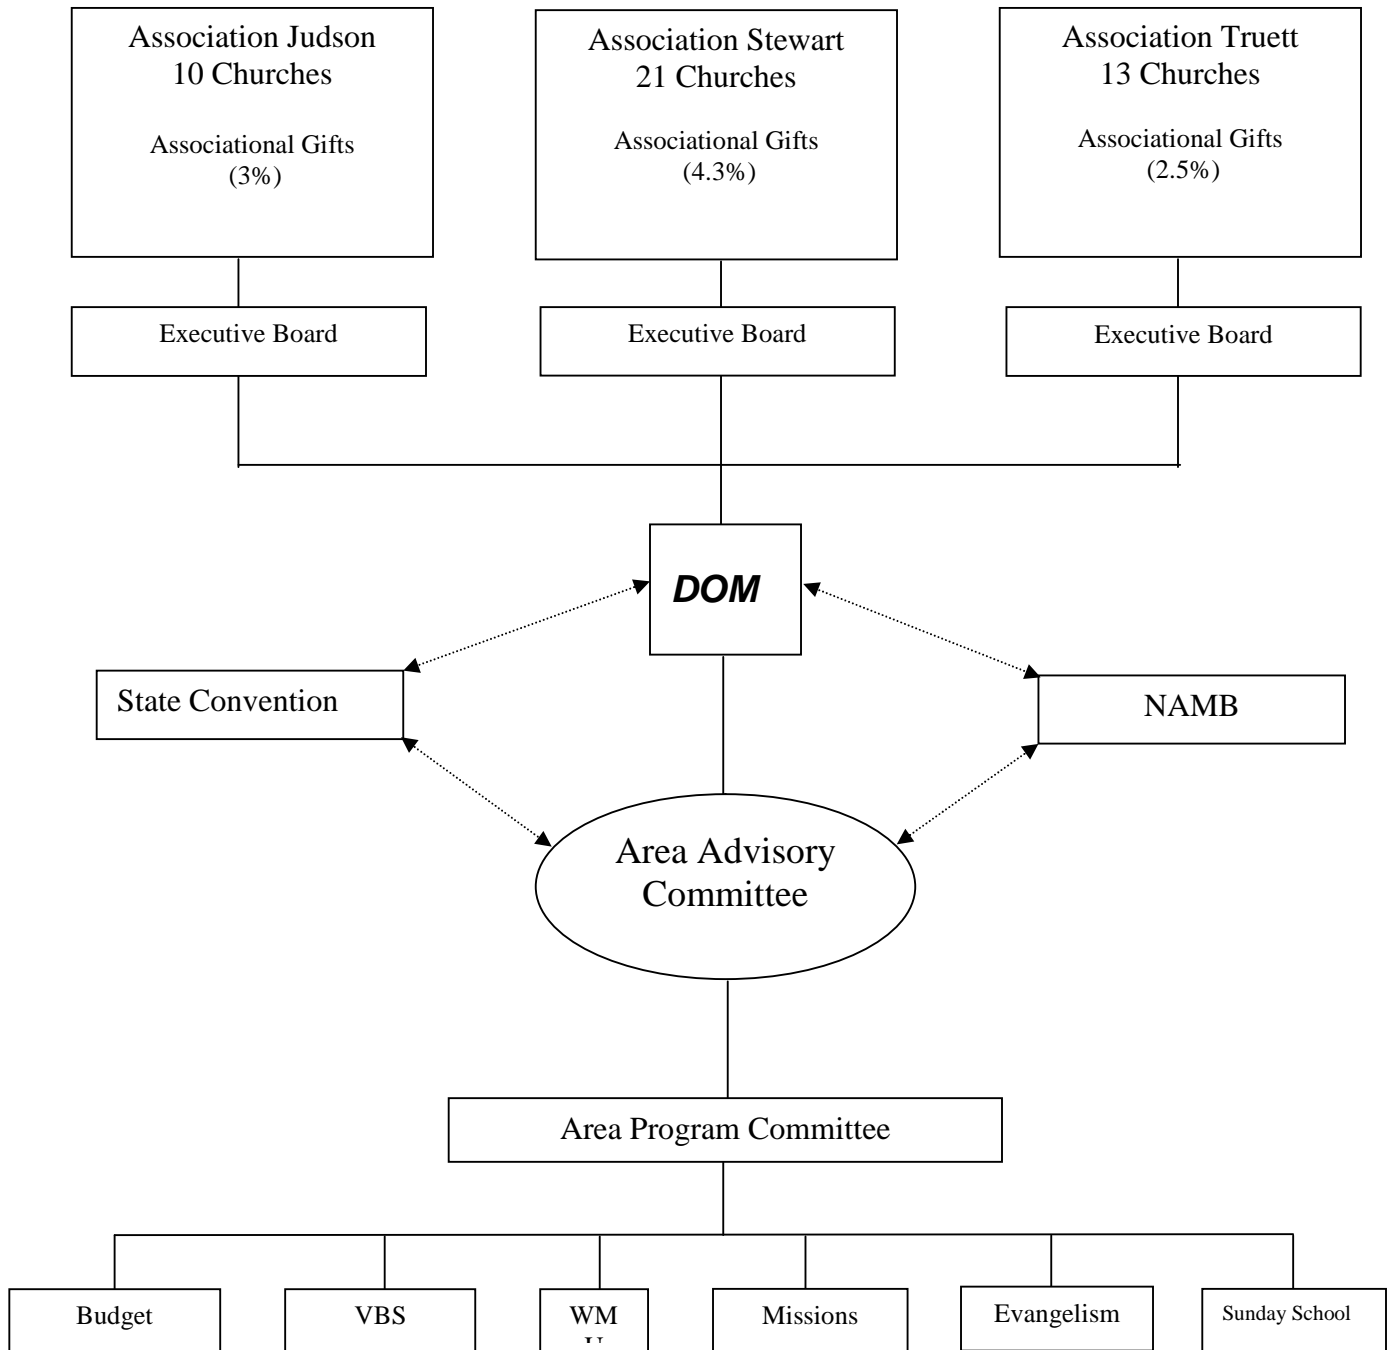 Association Judson
10 Churches
Associational Gifts
(3%)
Association Stewart
21 Churches
Associational Gifts
(4.3%)
Association Truett
13 Churches
Associational Gifts
(2.5%)
Executive Board
Executive Board
Executive Board
DOM
State Convention
NAMB
Area Advisory
Committee
Area Program Committee
Budget
VBS
WM
U
Missions
Evangelism
Sunday School